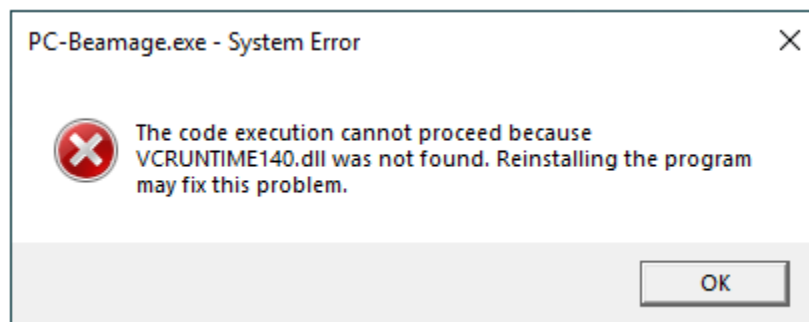 PC-Beamage.exe - System Error
The code execution cannot proceed because
VCRUNTIME140.dll was not found. Reinstalling the program
may fix this problem.
OK